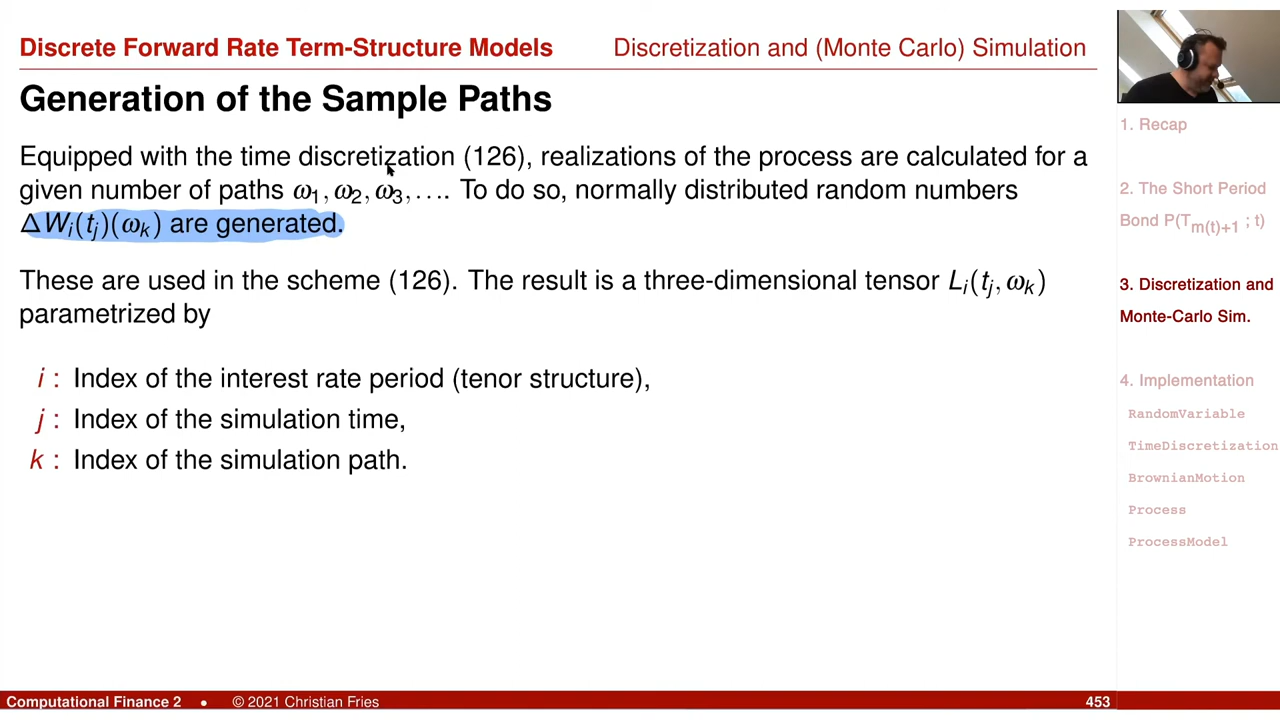 Discrete Forward Rate Term-Structure Models
Discretization and (Monte Carlo) Simulation
Generation of the Sample Paths
Equipped with the time discretization (126), realizations of the process are calculated for a
given number of paths ω₁, ω₂, ω₃, .... To do so, normally distributed random numbers
ΔWᵢ(tⱼ)(ωₖ) are generated.
These are used in the scheme (126). The result is a three-dimensional tensor Lᵢ(tⱼ, ωₖ)
parametrized by
i : Index of the interest rate period (tenor structure),
j : Index of the simulation time,
k : Index of the simulation path.
1. Recap
2. The Short Period
Bond P(T_{m(t)+1} ; t)
3. Discretization and
Monte-Carlo Sim.
4. Implementation
RandomVariable
TimeDiscretization
BrownianMotion
Process
ProcessModel
Computational Finance 2 • © 2021 Christian Fries
453